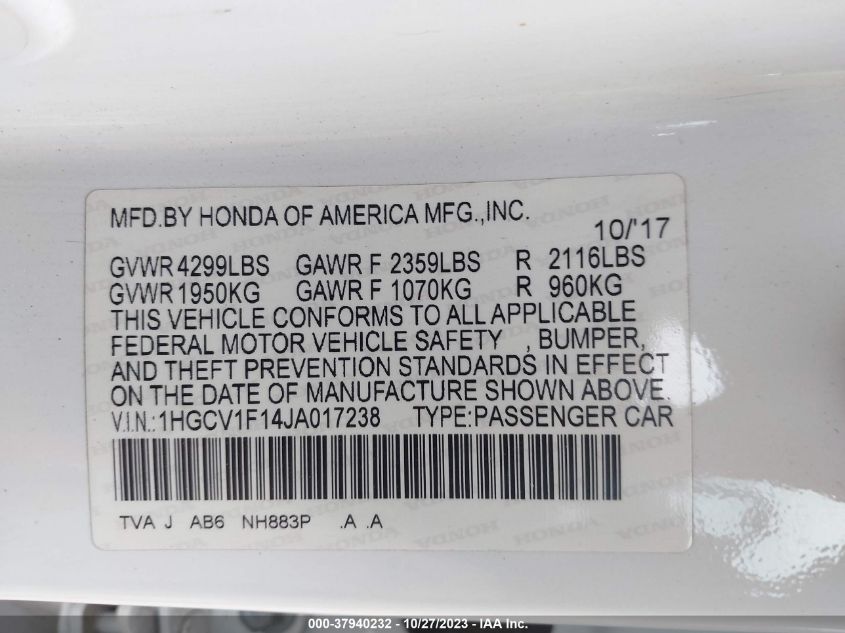 MFD.BY HONDA OF AMERICA MFG.,INC.
10/'17
GVWR 4299LBS GAWR F 2359LBS R 2116LBS
GVWR 1950KG GAWR F 1070KG R 960KG
THIS VEHICLE CONFORMS TO ALL APPLICABLE
FEDERAL MOTOR VEHICLE SAFETY , BUMPER,
AND THEFT PREVENTION STANDARDS IN EFFECT
ON THE DATE OF MANUFACTURE SHOWN ABOVE.
V.I.N.:1HGCV1F14JA017238 TYPE:PASSENGER CAR
TVA J AB6 NH883P .A .A
000-37940232 - 10/27/2023 - IAA Inc.